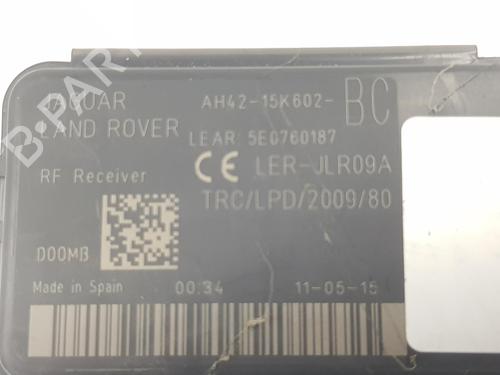 JAGUAR AH42-15K602-BC
LAND ROVER LEAR 5E0760187
CE LER-JLR09A
RF Receiver TRC/LPD/2009/80
D00MB
Made in Spain 00:34 11-05-15